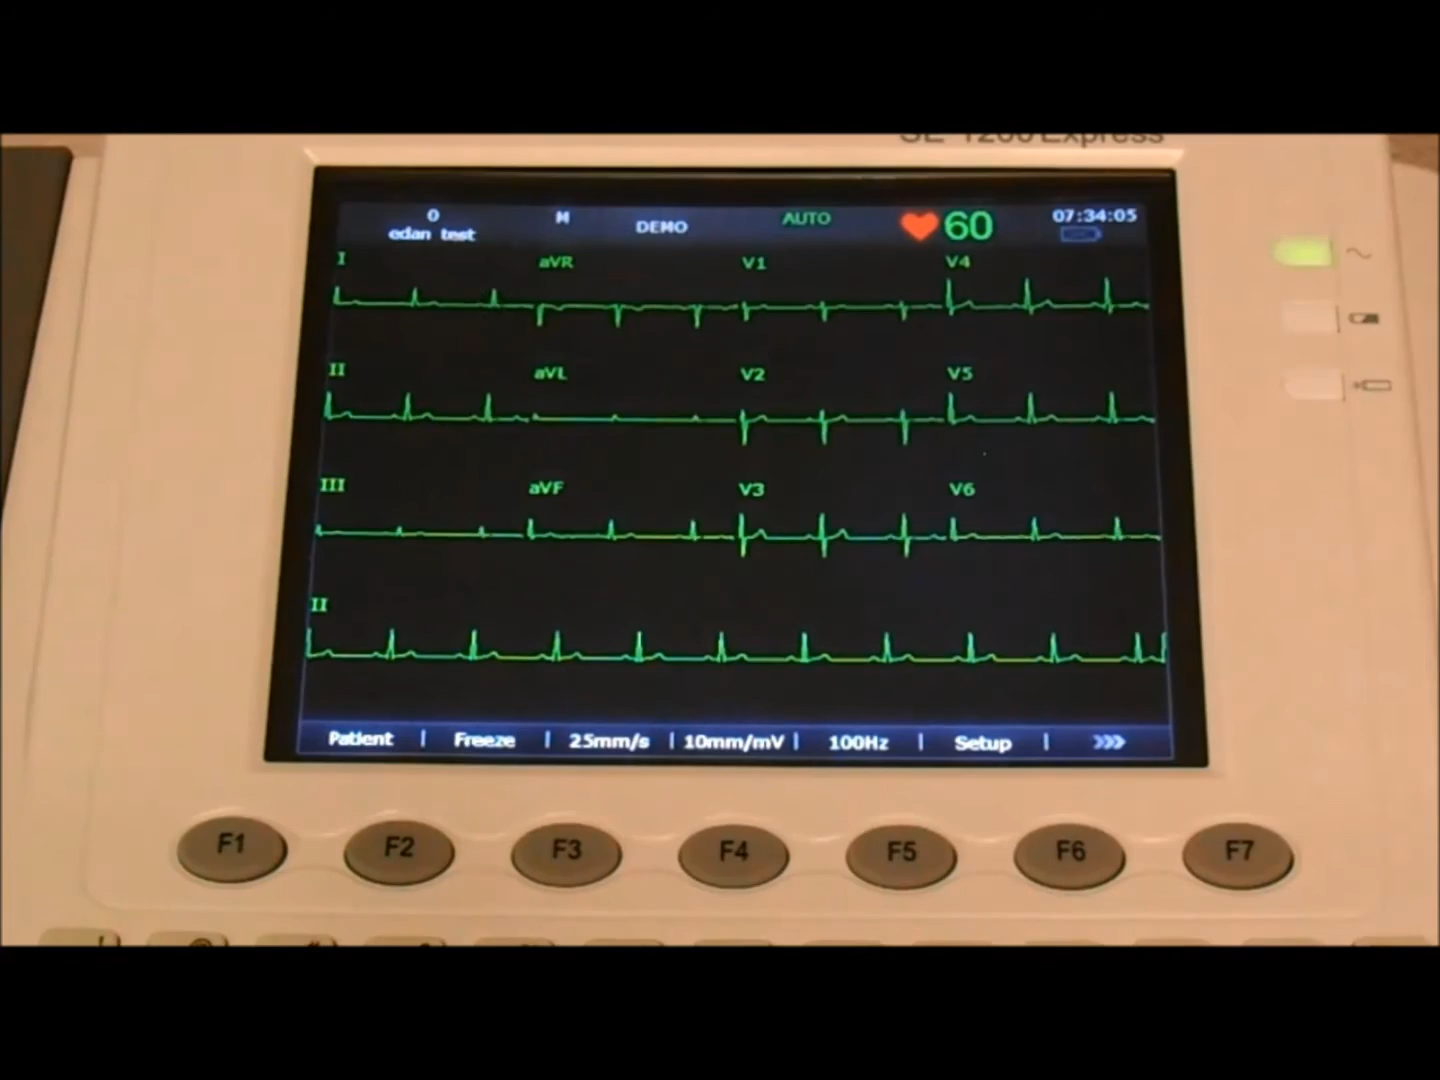 SE-1200 Express
0 M DEMO AUTO 60 07:34:05
edan test
I aVR V1 V4
II aVL V2 V5
III aVF V3 V6
II
Patient | Freeze | 25mm/s | 10mm/mV | 100Hz | Setup | >>>
F1 F2 F3 F4 F5 F6 F7